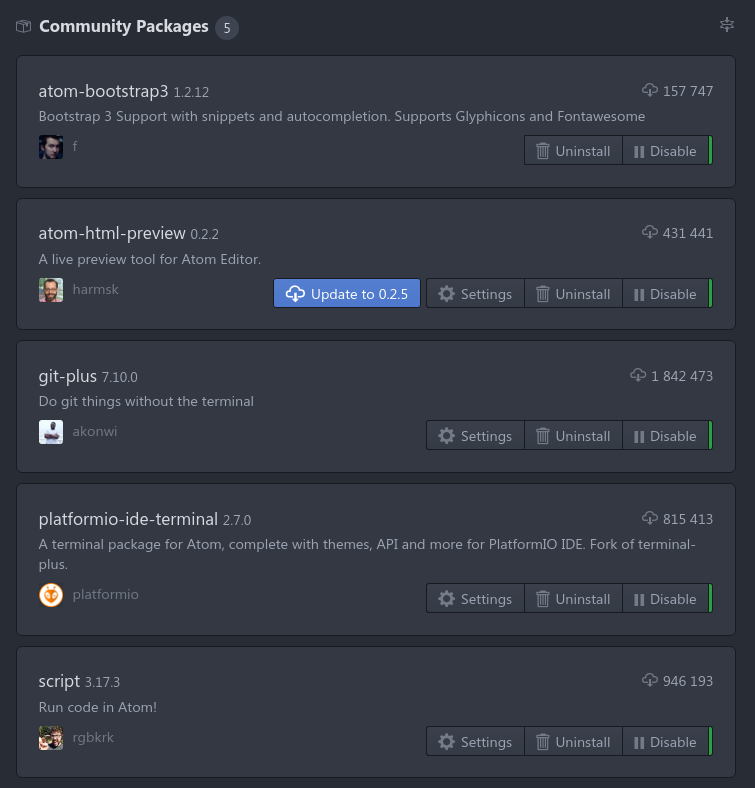 Community Packages 5
atom-bootstrap3 1.2.12 157 747
Bootstrap 3 Support with snippets and autocompletion. Supports Glyphicons and Fontawesome
f Uninstall Disable
atom-html-preview 0.2.2 431 441
A live preview tool for Atom Editor.
harmsk Update to 0.2.5 Settings Uninstall Disable
git-plus 7.10.0 1 842 473
Do git things without the terminal
akonwi Settings Uninstall Disable
platformio-ide-terminal 2.7.0 815 413
A terminal package for Atom, complete with themes, API and more for PlatformIO IDE. Fork of terminal-
plus.
platformio Settings Uninstall Disable
script 3.17.3 946 193
Run code in Atom!
rgbkrk Settings Uninstall Disable